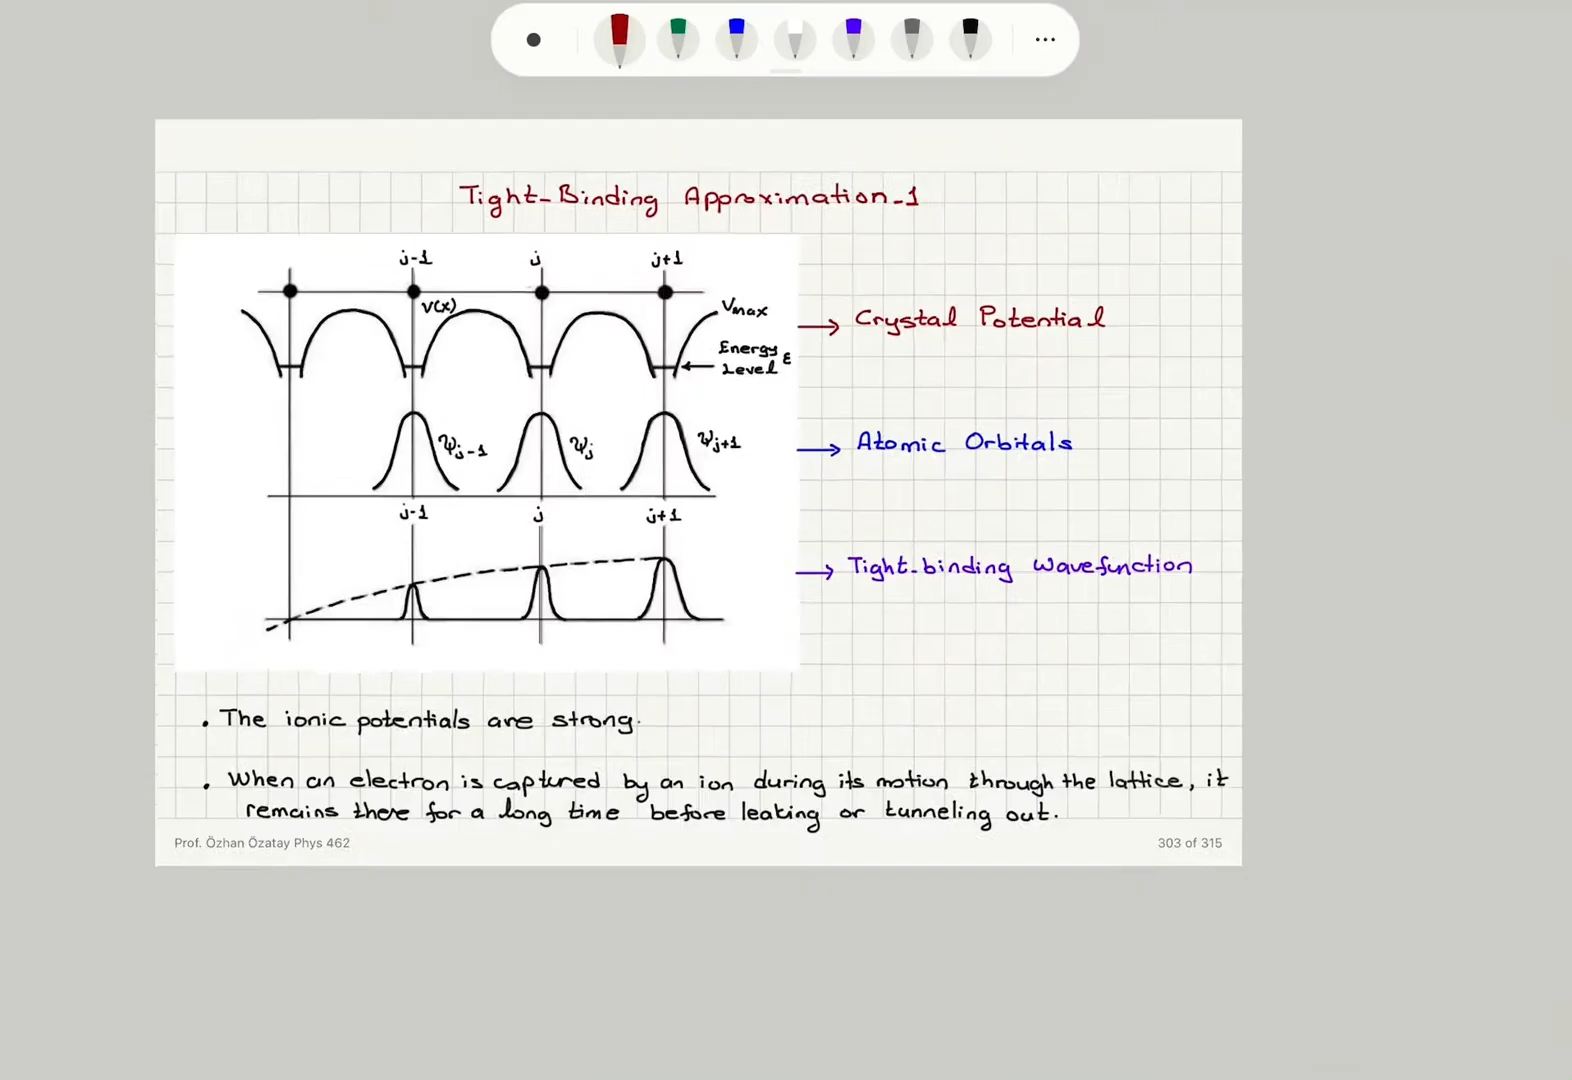 Tight-Binding Approximation-1
j-1 j j+1
V(x)
Vmax
→ Crystal Potential
Energy ε
Level
ψj-1 ψj ψj+1
→ Atomic Orbitals
j-1 j j+1
→ Tight-binding wavefunction
• The ionic potentials are strong.
• When an electron is captured by an ion during its motion through the lattice, it
remains there for a long time before leaking or tunneling out.
Prof. Özhan Özatay Phys 462
303 of 315